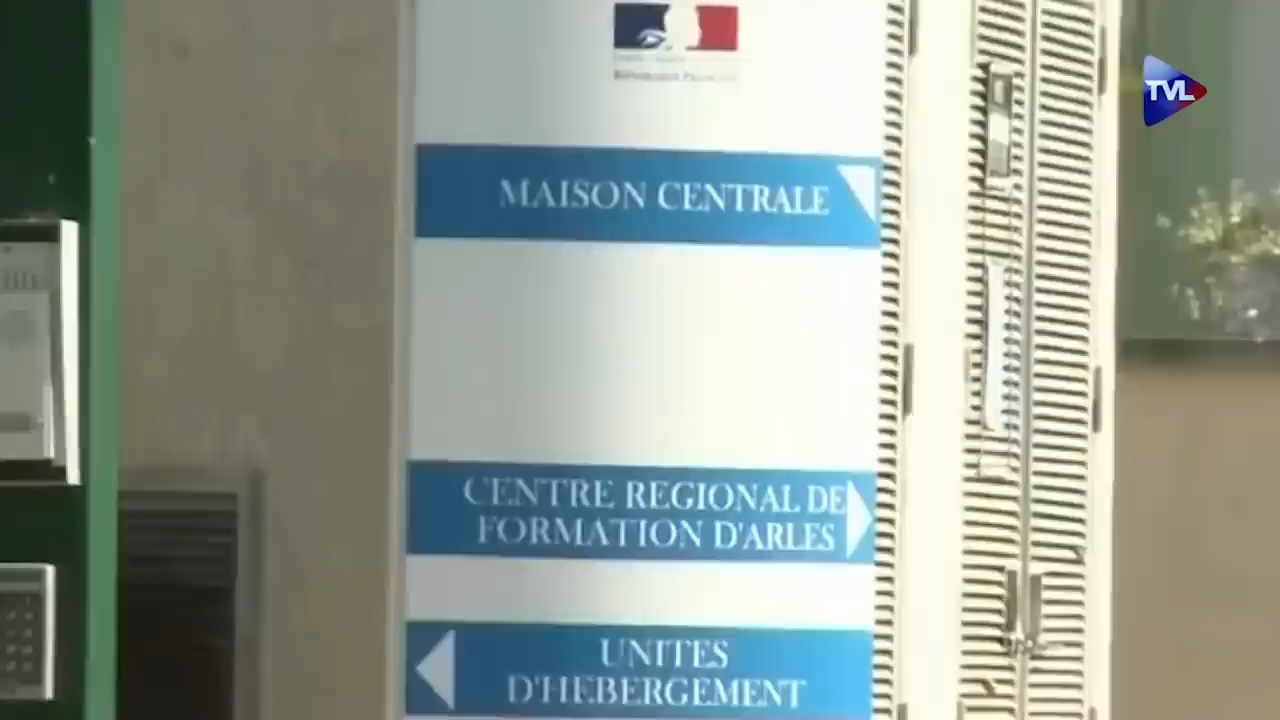 TVL
MAISON CENTRALE
CENTRE REGIONAL DE
FORMATION D'ARLES
UNITES
D'HEBERGEMENT